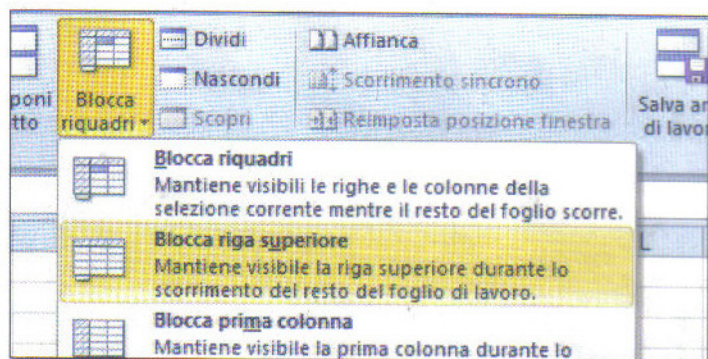 Dividi
Affianca
Nascondi
Scorrimento sincrono
Scopri
Reimposta posizione finestra
poni
tto
Blocca
riquadri
Salva
di lavo
Blocca riquadri
Mantiene visibili le righe e le colonne della
selezione corrente mentre il resto del foglio scorre.
Blocca riga superiore
Mantiene visibile la riga superiore durante lo
scorrimento del resto del foglio di lavoro.
Blocca prima colonna
Mantiene visibile la prima colonna durante lo
L